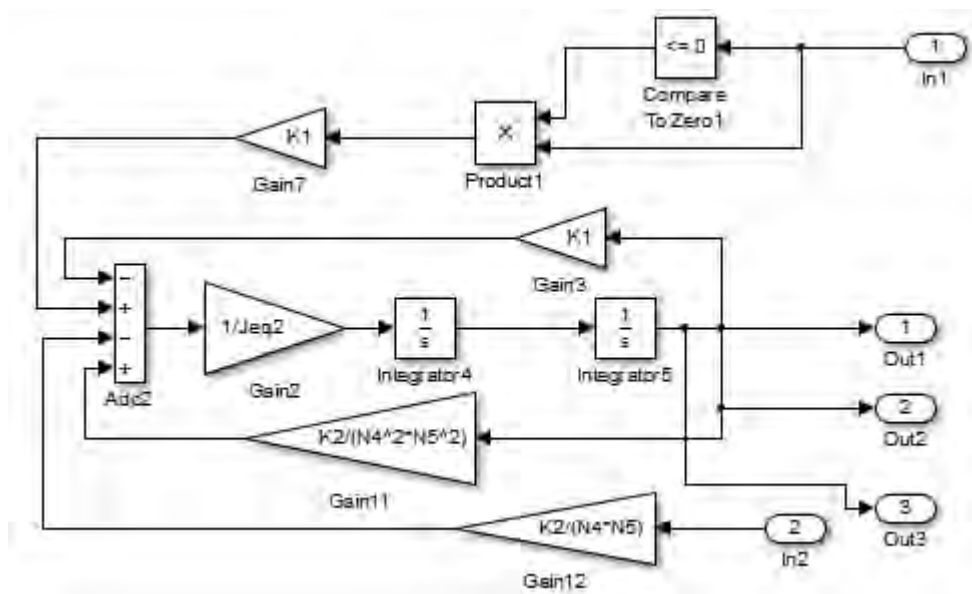 1
In1
<= 0
Compare
To Zero1
X
Product1
K1
Gain7
K1
Gain3
−
+
−
+
Add2
1/Jeq2
Gain2
1
s
Integrator4
1
s
Integrator5
1
Out1
2
Out2
K2/(N4^2*N5^2)
Gain11
3
Out3
K2/(N4*N5)
Gain12
2
In2